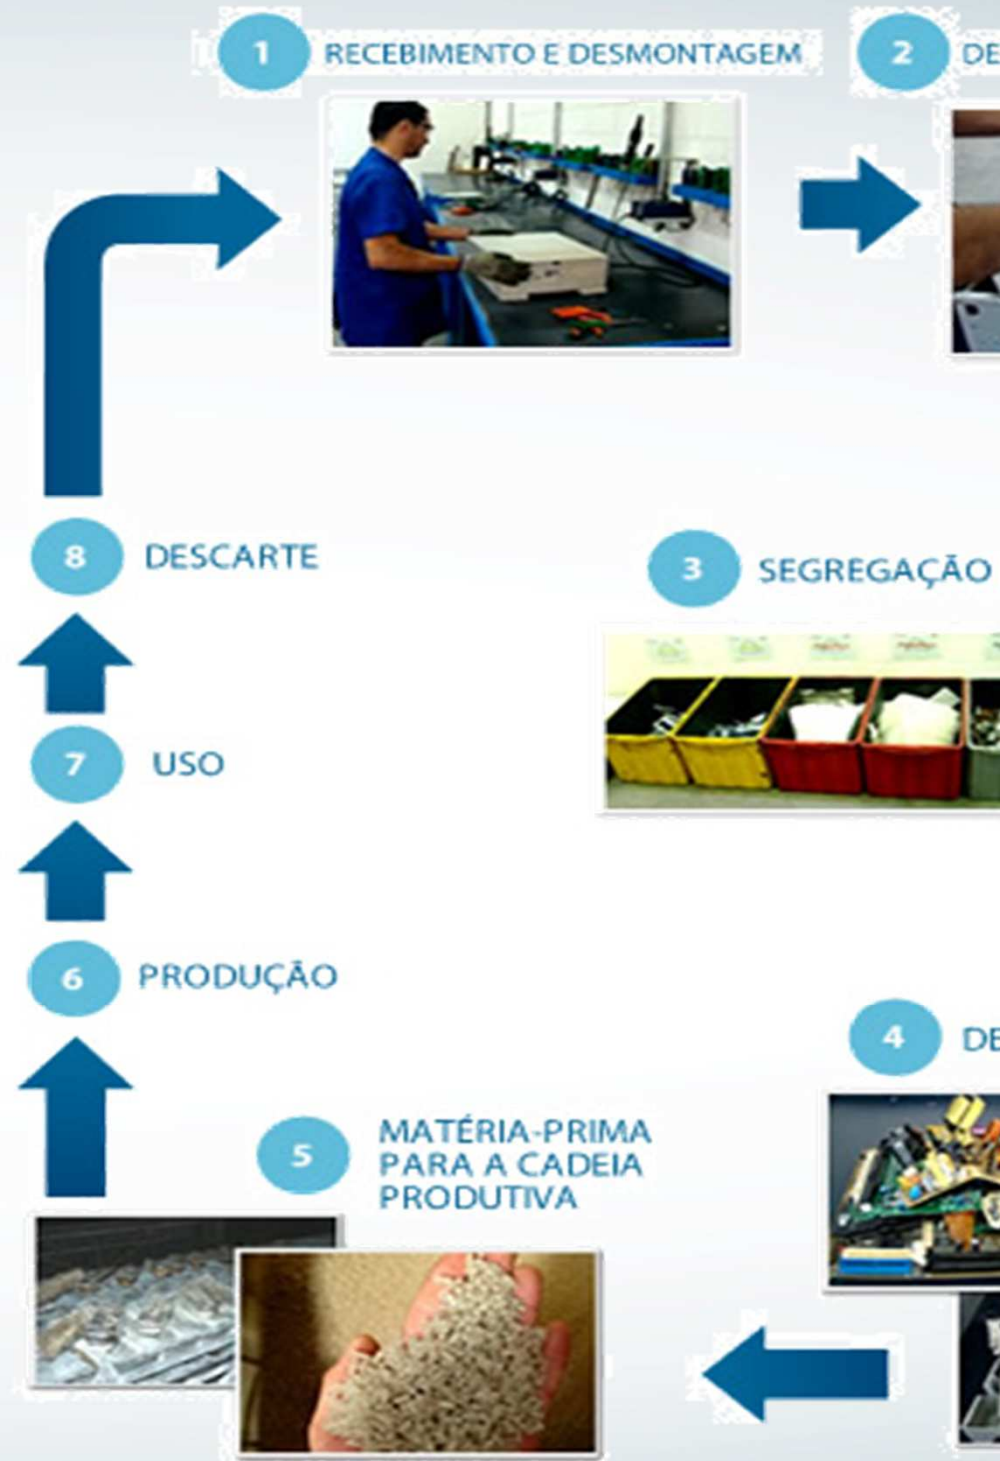 1 RECEBIMENTO E DESMONTAGEM
2
3 SEGREGAÇÃO
4
5 MATÉRIA-PRIMA
PARA A CADEIA
PRODUTIVA
6 PRODUÇÃO
7 USO
8 DESCARTE